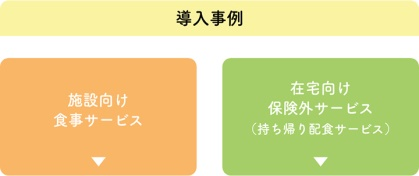 導入事例
施設向け
食事サービス
在宅向け
保険外サービス
（持ち帰り配食サービス）